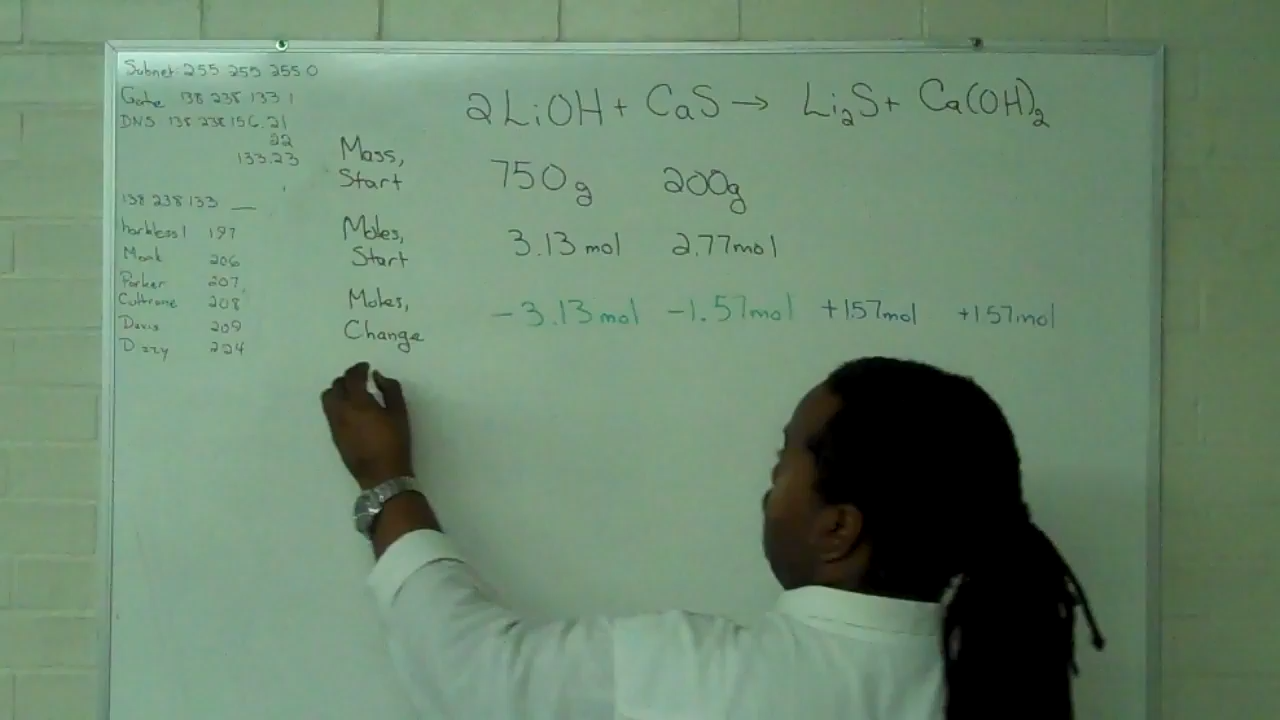 Subnet 255 255 255 0
Gate 138 238 133 1
DNS 138 238 156.21
22
133.23
138 238 133 __
harkless1 197
Monk 206
Parker 207
Cultrane 208
Davis 209
Dizzy 224
2LiOH + CaS → Li₂S + Ca(OH)₂
Mass, Start 750g 200g
Moles, Start 3.13 mol 2.77mol
Moles, Change -3.13 mol -1.57mol +1.57mol +1.57mol